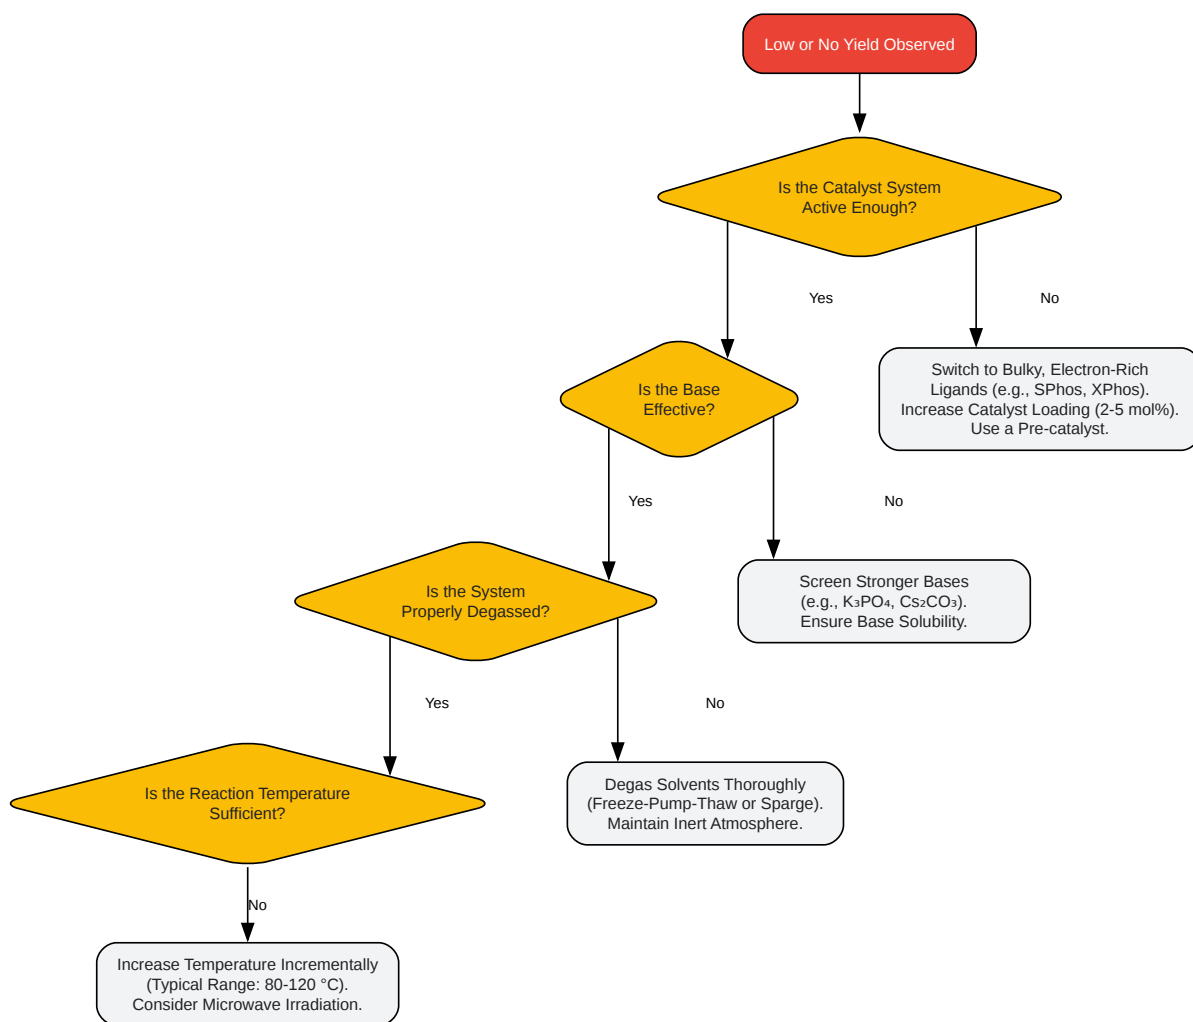 Low or No Yield Observed
Is the Catalyst System
Active Enough?
Yes
No
Switch to Bulky, Electron-Rich
Ligands (e.g., SPhos, XPhos).
Increase Catalyst Loading (2-5 mol%).
Use a Pre-catalyst.
Is the Base
Effective?
Yes
No
Screen Stronger Bases
(e.g., K₃PO₄, Cs₂CO₃).
Ensure Base Solubility.
Is the System
Properly Degassed?
Yes
No
Degas Solvents Thoroughly
(Freeze-Pump-Thaw or Sparge).
Maintain Inert Atmosphere.
Is the Reaction Temperature
Sufficient?
No
Increase Temperature Incrementally
(Typical Range: 80-120 °C).
Consider Microwave Irradiation.